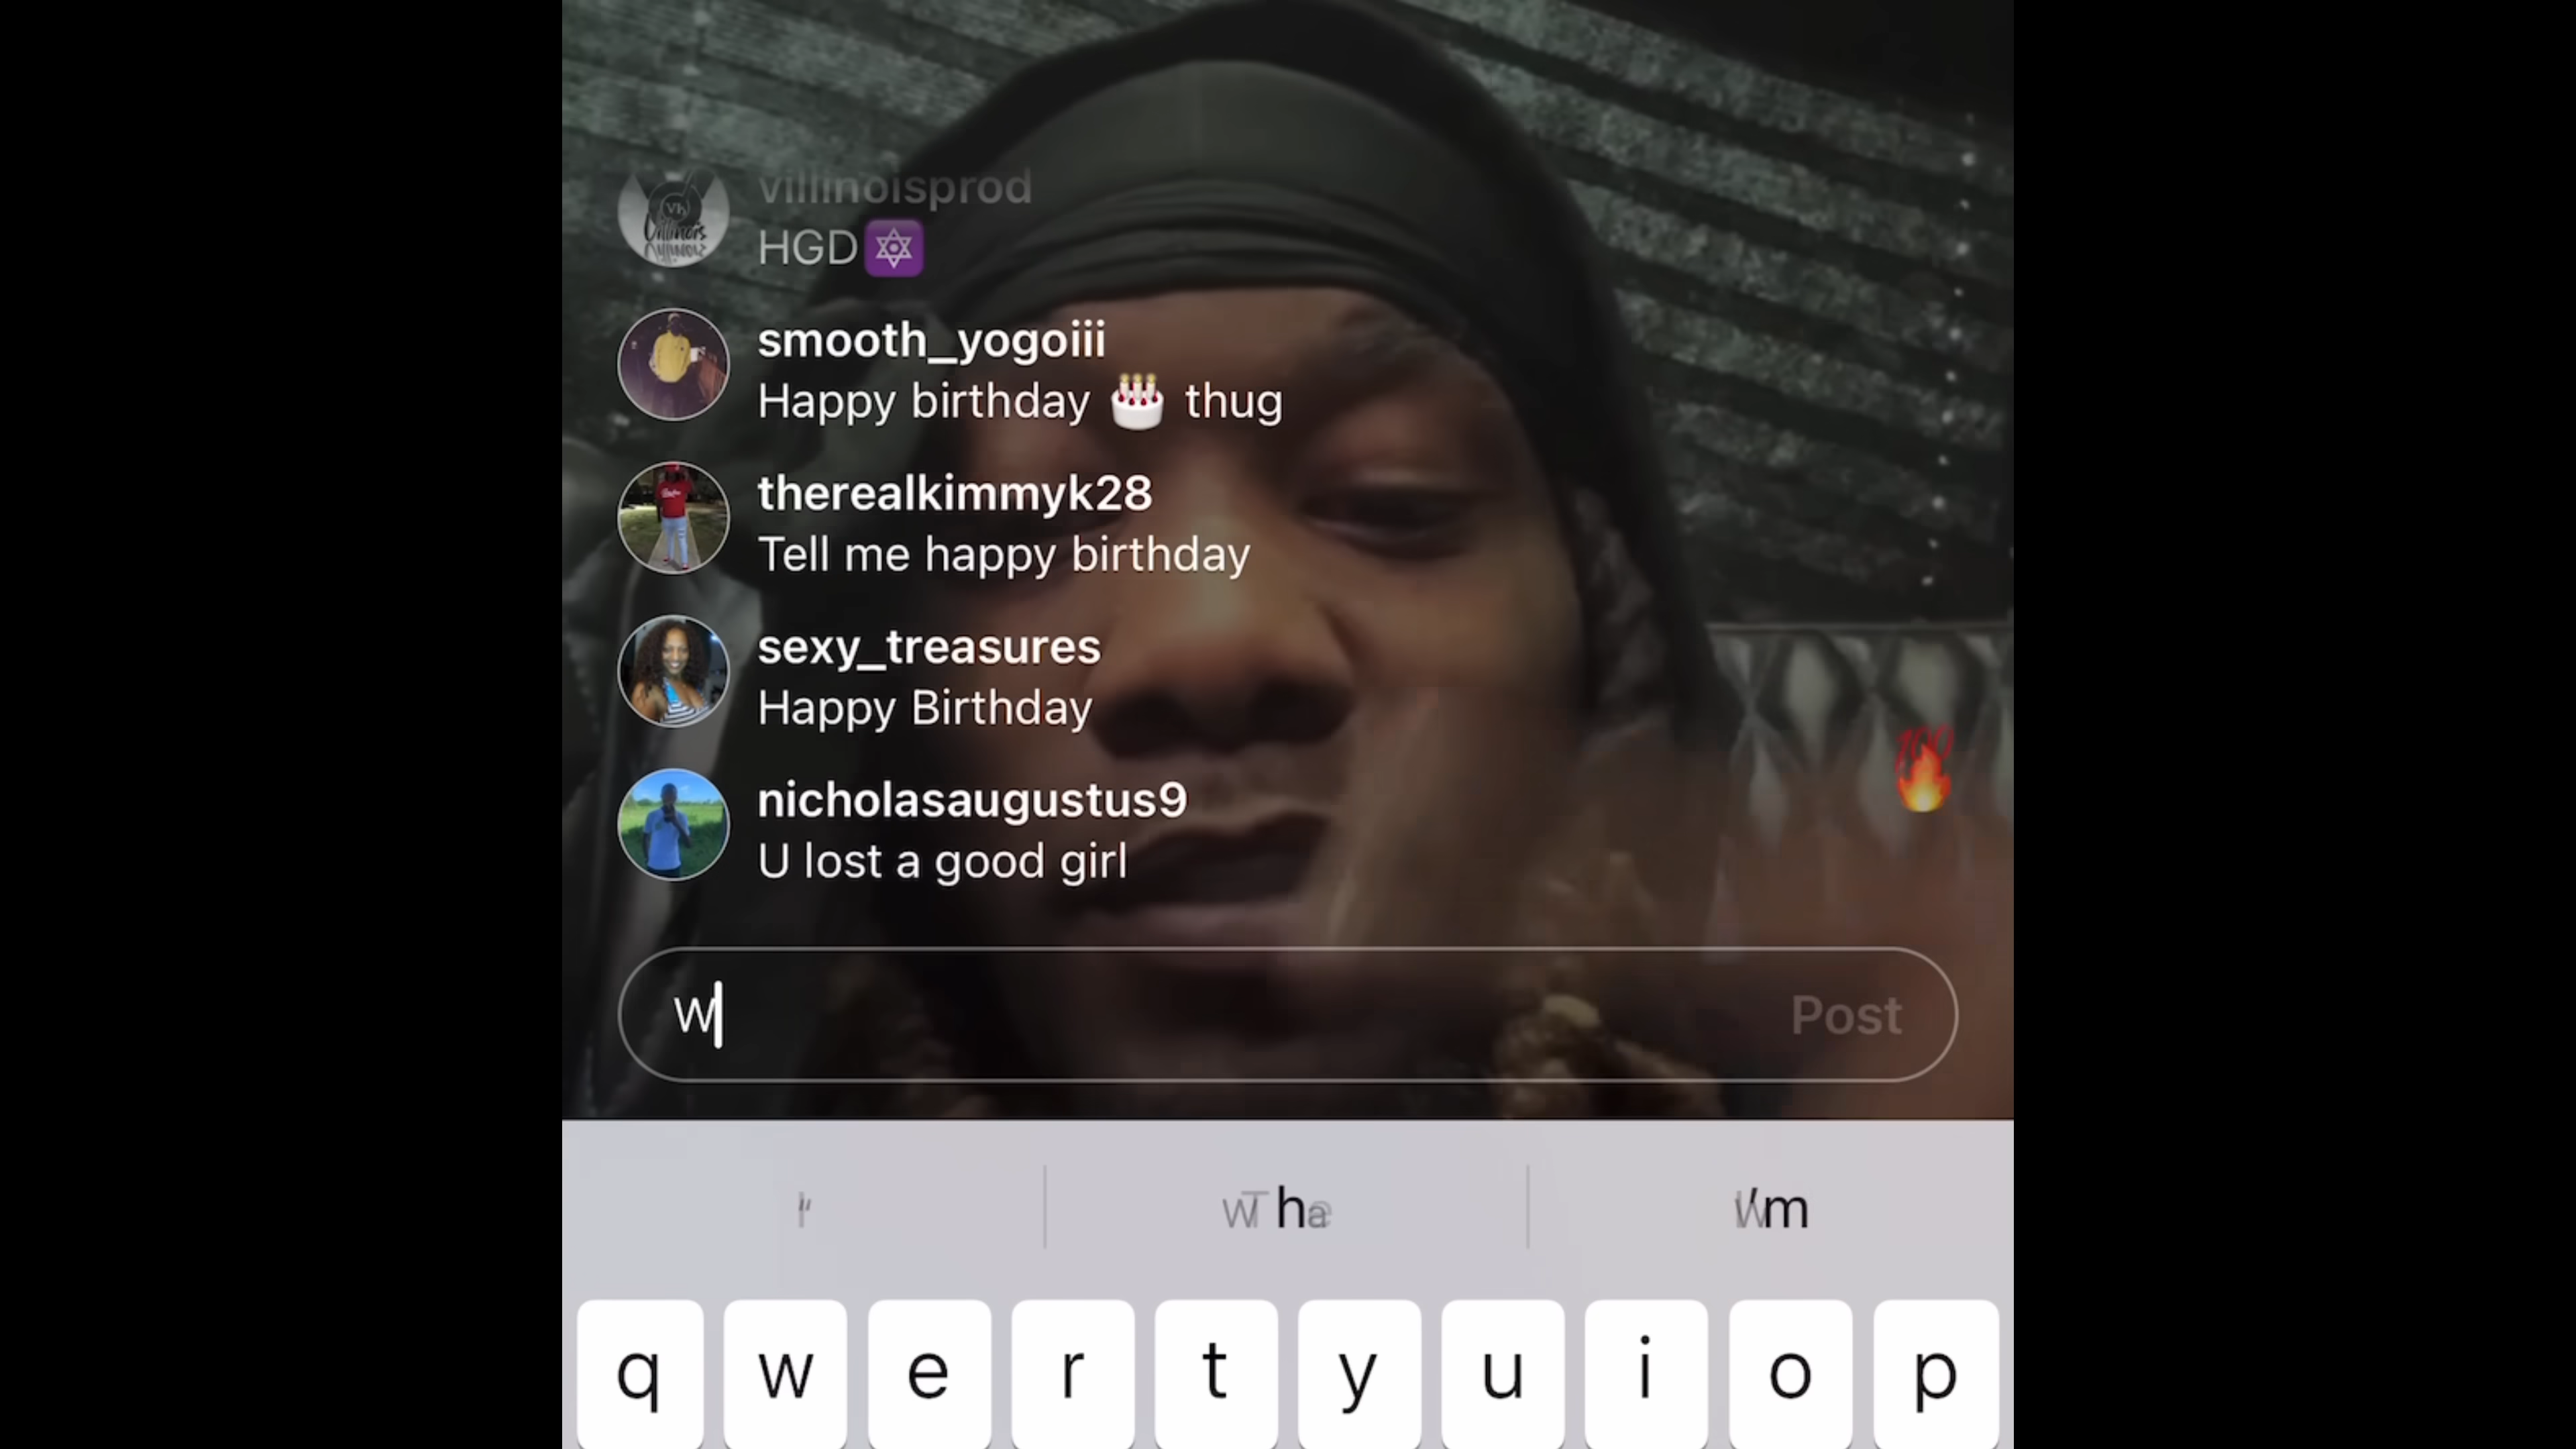 villinoisprod
HGD🔯
smooth_yogoiii
Happy birthday 🎂 thug
therealkimmyk28
Tell me happy birthday
sexy_treasures
Happy Birthday
nicholasaugustus9
U lost a good girl
100
W
Post
q w e r t y u i o p